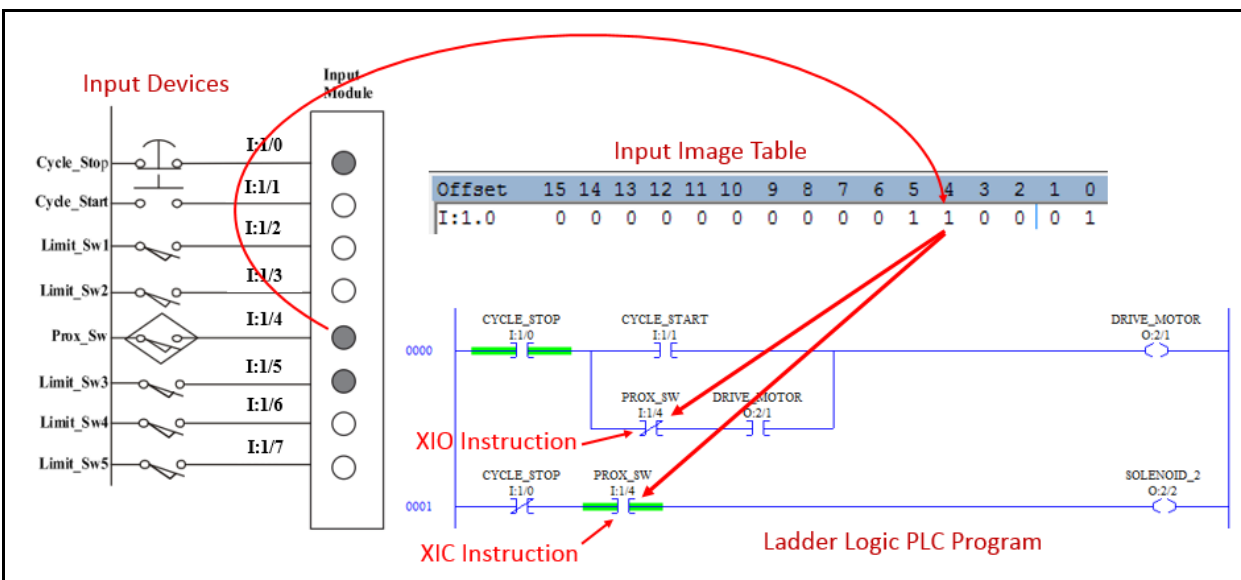 Input Devices
Input
Module
Cycle_Stop
I:1/0
Cycle_Start
I:1/1
Limit_Sw1
I:1/2
Limit_Sw2
I:1/3
Prox_Sw
I:1/4
Limit_Sw3
I:1/5
Limit_Sw4
I:1/6
Limit_Sw5
I:1/7
Input Image Table
Offset 15 14 13 12 11 10 9 8 7 6 5 4 3 2 1 0
I:1.0 0 0 0 0 0 0 0 0 0 0 1 1 0 0 0 1
CYCLE_STOP CYCLE_START DRIVE_MOTOR
I:1/0 I:1/1 O:2/1
0000
PROX_SW DRIVE_MOTOR
I:1/4 O:2/1
XIO Instruction
CYCLE_STOP PROX_SW SOLENOID_2
I:1/0 I:1/4 O:2/2
0001
XIC Instruction
Ladder Logic PLC Program